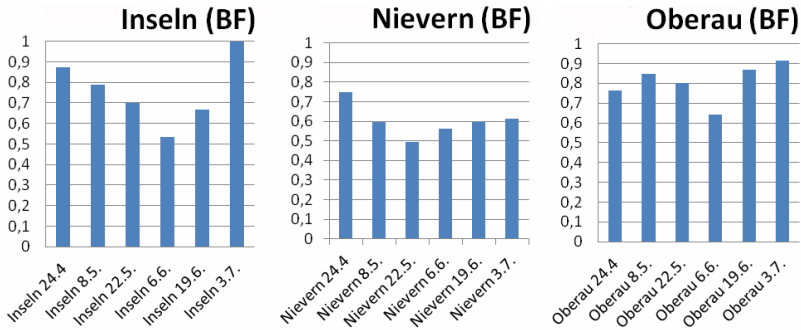 Inseln (BF)
1
0,9
0,8
0,7
0,6
0,5
0,4
0,3
0,2
0,1
0
Inseln 24.4
Inseln 8.5.
Inseln 22.5.
Inseln 6.6.
Inseln 19.6.
Inseln 3.7.
Nievern (BF)
1
0,9
0,8
0,7
0,6
0,5
0,4
0,3
0,2
0,1
0
Nievern 24.4
Nievern 8.5.
Nievern 22.5.
Nievern 6.6.
Nievern 19.6.
Nievern 3.7.
Oberau (BF)
1
0,9
0,8
0,7
0,6
0,5
0,4
0,3
0,2
0,1
0
Oberau 24.4
Oberau 8.5.
Oberau 22.5.
Oberau 6.6.
Oberau 19.6.
Oberau 3.7.